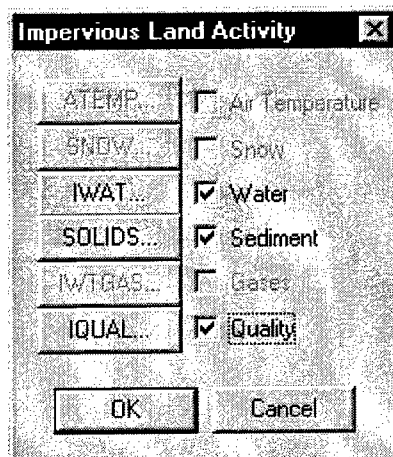 Impervious Land Activity
ATEMP... Air Temperature
SNOW... Snow
IWAT... Water
SOLIDS... Sediment
IWTGAS... Gases
IQUAL... Quality
OK Cancel